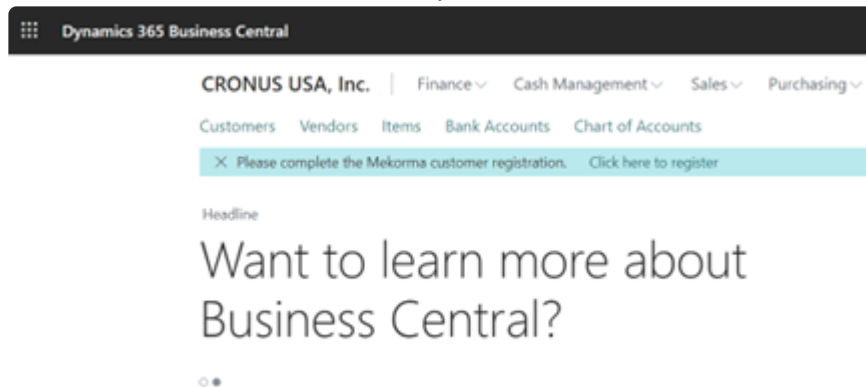 Dynamics 365 Business Central
CRONUS USA, Inc. Finance Cash Management Sales Purchasing
Customers Vendors Items Bank Accounts Chart of Accounts
Please complete the Mekorma customer registration. Click here to register
Headline
Want to learn more about
Business Central?